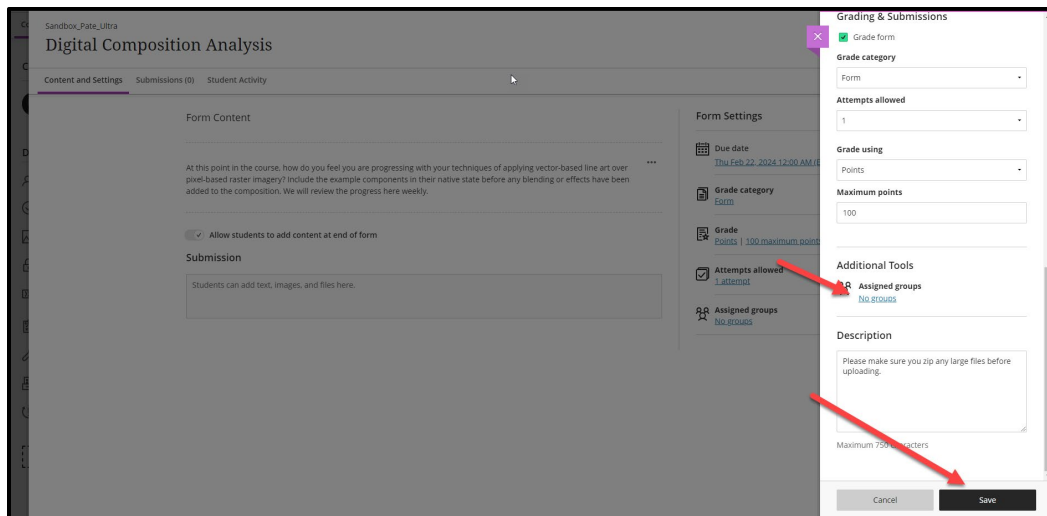 Sandbox_Pate_Ultra
Digital Composition Analysis
Content and Settings Submissions (0) Student Activity
Form Content
At this point in the course, how do you feel you are progressing with your techniques of applying vector-based line art over
pixel-based raster imagery? Include the example components in their native state before any blending or effects have been
added to the composition. We will review the progress here weekly.
Allow students to add content at end of form
Submission
Students can add text, images, and files here.
Form Settings
Due date
Thu Feb 22, 2024 12:00 AM
Grade category
Form
Grade
Points | 100 maximum points
Attempts allowed
1 attempt
Assigned groups
No groups
Grading & Submissions
Grade form
Grade category
Form
Attempts allowed
1
Grade using
Points
Maximum points
100
Additional Tools
Assigned groups
No groups
Description
Please make sure you zip any large files before
uploading.
Maximum 750 characters
Cancel Save